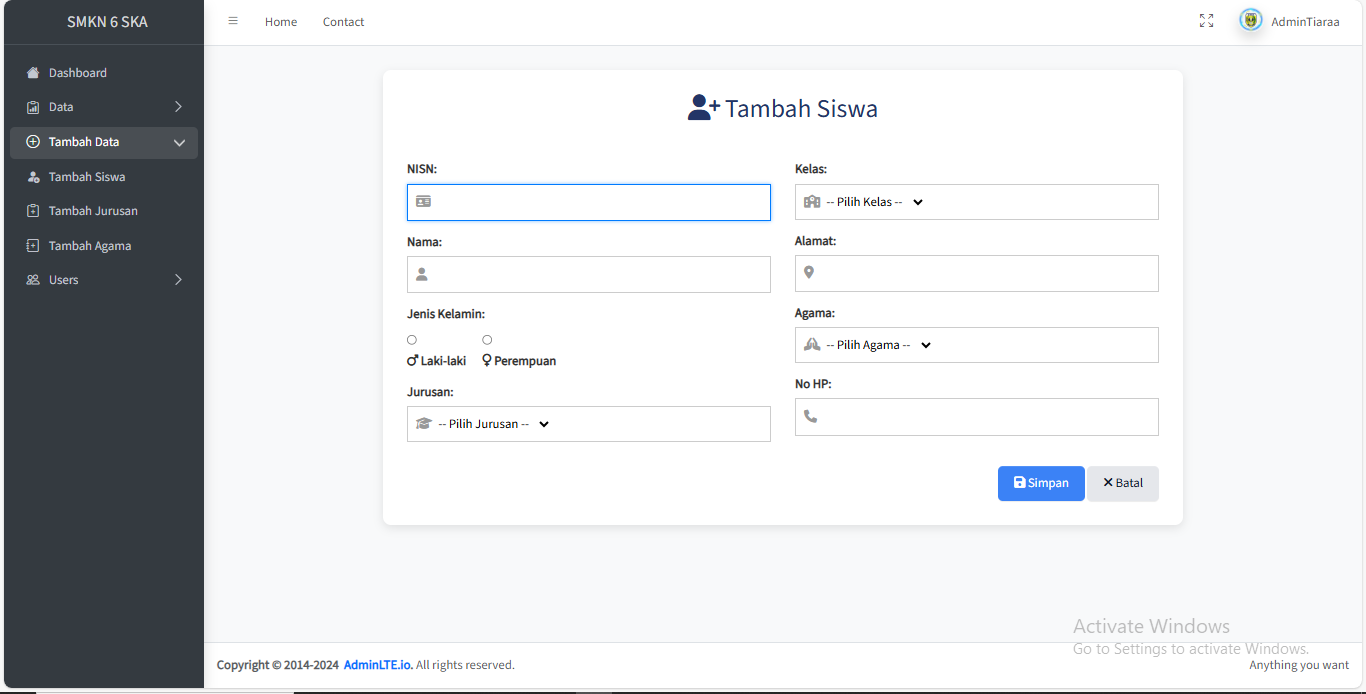 SMKN 6 SKA
Home
Contact
AdminTiaraa
Dashboard
Data
Tambah Data
Tambah Siswa
Tambah Jurusan
Tambah Agama
Users
Tambah Siswa
NISN:
Nama:
Jenis Kelamin:
Laki-laki
Perempuan
Jurusan:
-- Pilih Jurusan --
Kelas:
-- Pilih Kelas --
Alamat:
Agama:
-- Pilih Agama --
No HP:
Simpan
Batal
Activate Windows
Go to Settings to activate Windows.
Copyright © 2014-2024 AdminLTE.io. All rights reserved.
Anything you want